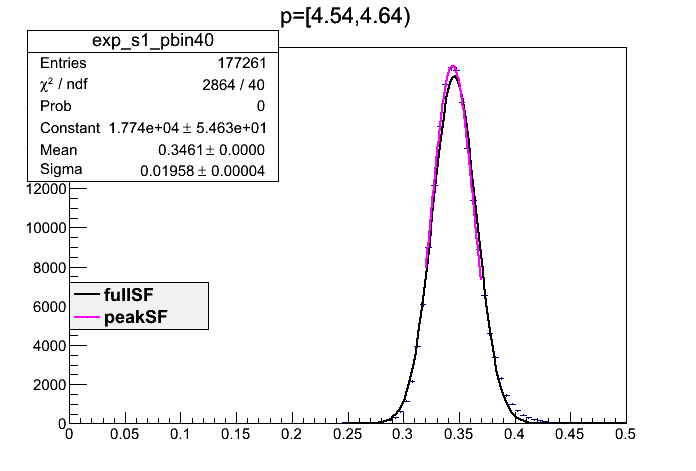 p=[4.54,4.64)
exp_s1_pbin40
Entries 177261
χ² / ndf 2864 / 40
Prob 0
Constant 1.774e+04 ± 5.463e+01
Mean 0.3461 ± 0.0000
Sigma 0.01958 ± 0.00004
12000
10000
8000
6000
4000
2000
0
fullSF
peakSF
0 0.05 0.1 0.15 0.2 0.25 0.3 0.35 0.4 0.45 0.5